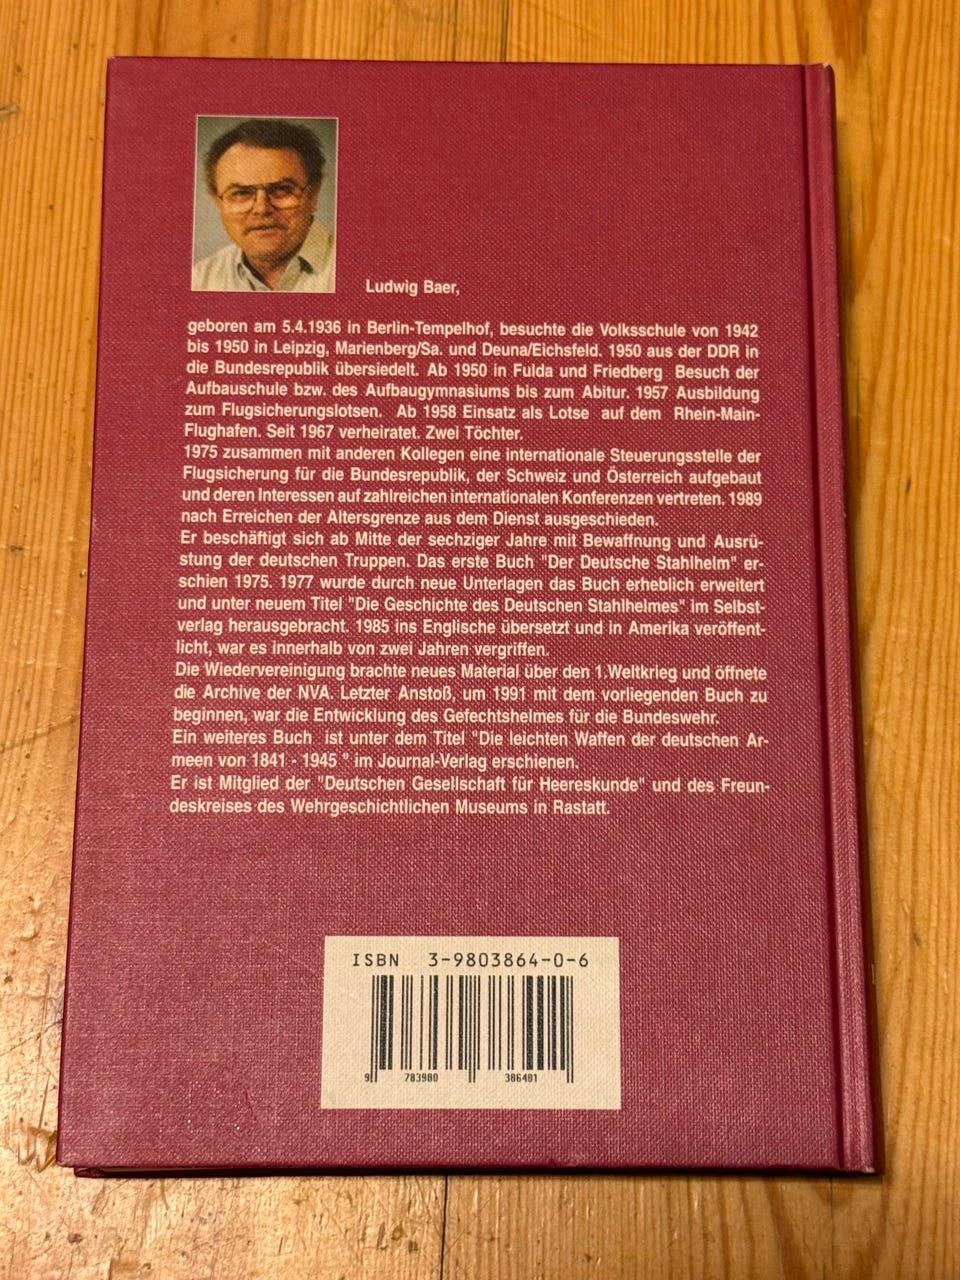 Ludwig Baer,
geboren am 5.4.1936 in Berlin-Tempelhof, besuchte die Volksschule von 1942
bis 1950 in Leipzig, Marienberg/Sa. und Deuna/Eichsfeld. 1950 aus der DDR in
die Bundesrepublik übersiedelt. Ab 1950 in Fulda und Friedberg Besuch der
Aufbauschule bzw. des Aufbaugymnasiums bis zum Abitur. 1957 Ausbildung
zum Flugsicherungslotsen. Ab 1958 Einsatz als Lotse auf dem Rhein-Main-
Flughafen. Seit 1967 verheiratet. Zwei Töchter.
1975 zusammen mit anderen Kollegen eine internationale Steuerungsstelle der
Flugsicherung für die Bundesrepublik, der Schweiz und Österreich aufgebaut
und deren Interessen auf zahlreichen internationalen Konferenzen vertreten. 1989
nach Erreichen der Altersgrenze aus dem Dienst ausgeschieden.
Er beschäftigt sich ab Mitte der sechziger Jahre mit Bewaffnung und Ausrü-
stung der deutschen Truppen. Das erste Buch "Der Deutsche Stahlhelm" er-
schien 1975. 1977 wurde durch neue Unterlagen das Buch erheblich erweitert
und unter neuem Titel "Die Geschichte des Deutschen Stahlhelmes" im Selbst-
verlag herausgebracht. 1985 ins Englische übersetzt und in Amerika veröffent-
licht, war es innerhalb von zwei Jahren vergriffen.
Die Wiedervereinigung brachte neues Material über den 1.Weltkrieg und öffnete
die Archive der NVA. Letzter Anstoß, um 1991 mit dem vorliegenden Buch zu
beginnen, war die Entwicklung des Gefechtshelmes für die Bundeswehr.
Ein weiteres Buch ist unter dem Titel "Die leichten Waffen der deutschen Ar-
meen von 1841 - 1945 " im Journal-Verlag erschienen.
Er ist Mitglied der "Deutschen Gesellschaft für Heereskunde" und des Freun-
deskreises des Wehrgeschichtlichen Museums in Rastatt.
ISBN 3-9803864-0-6
9 783980 386401